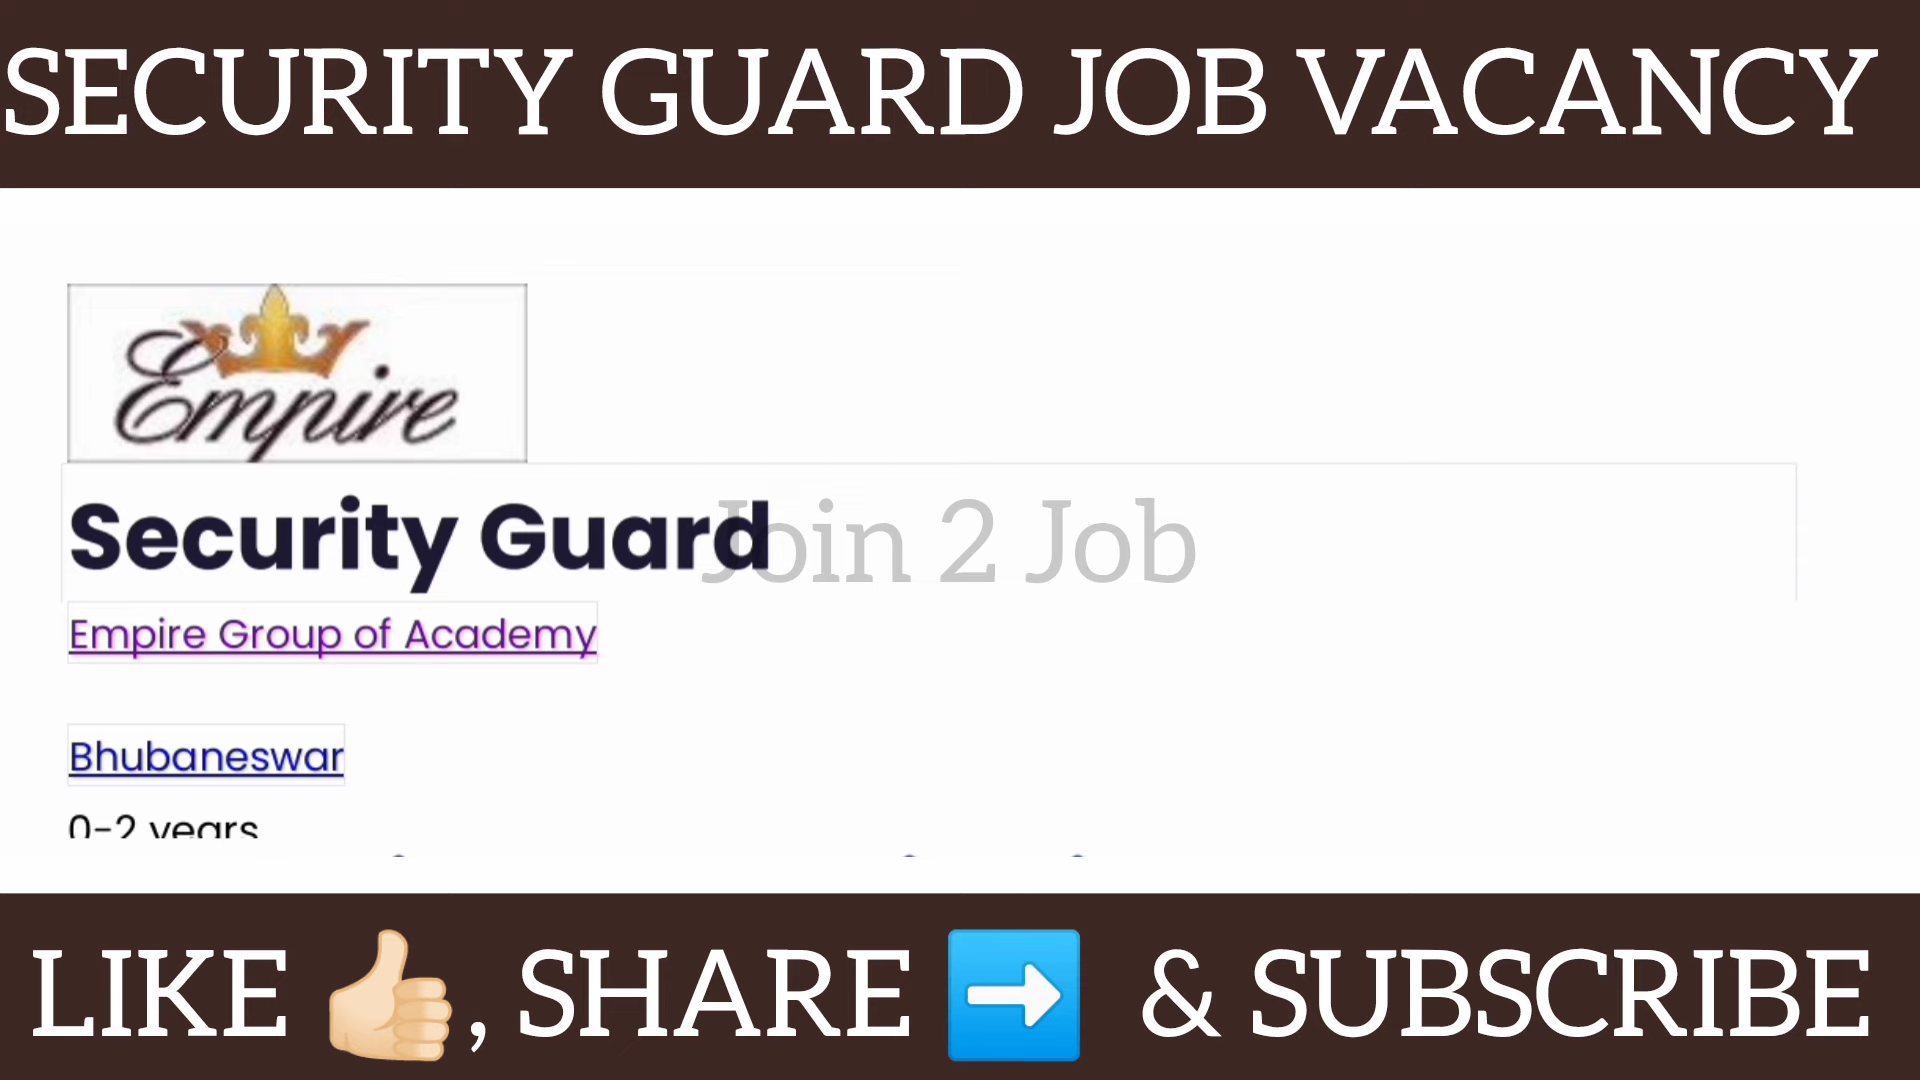 SECURITY GUARD JOB VACANCY
Empire
Security Guard
Join 2 Job
Empire Group of Academy
Bhubaneswar
0-2 years
LIKE 👍🏻, SHARE ➡️ & SUBSCRIBE